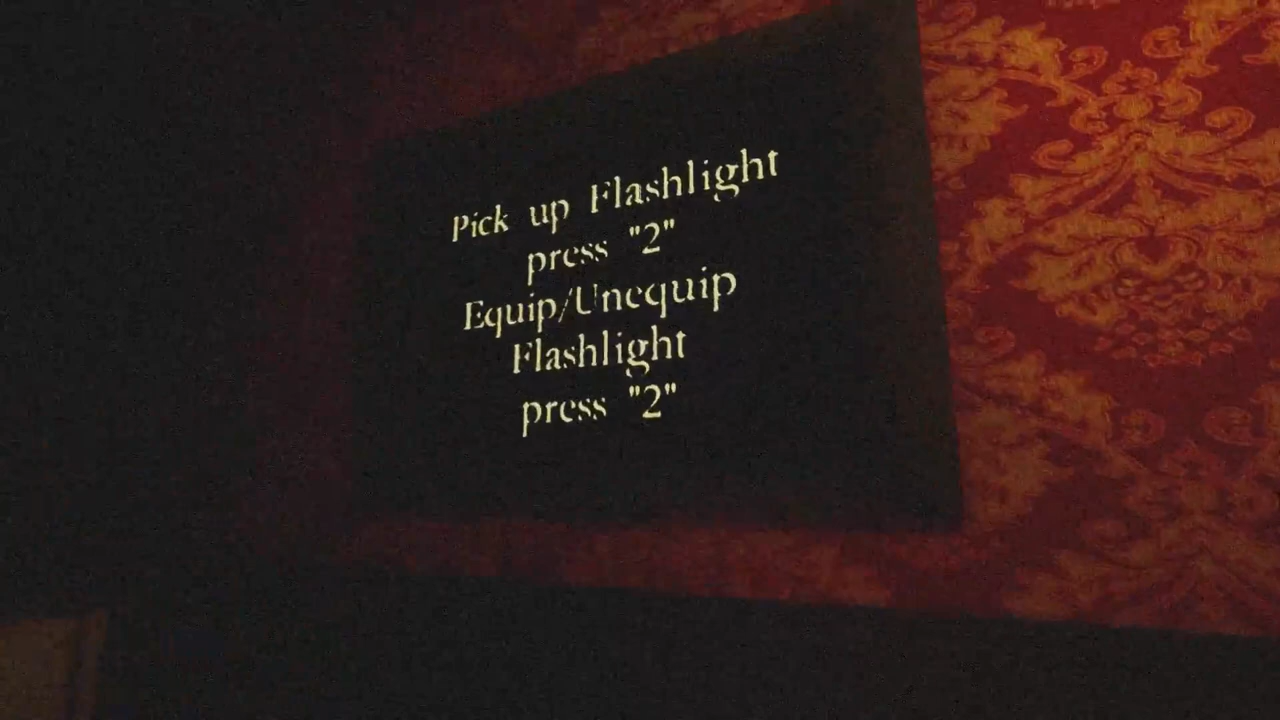 Pick up Flashlight
press "2"
Equip/Unequip
Flashlight
press "2"